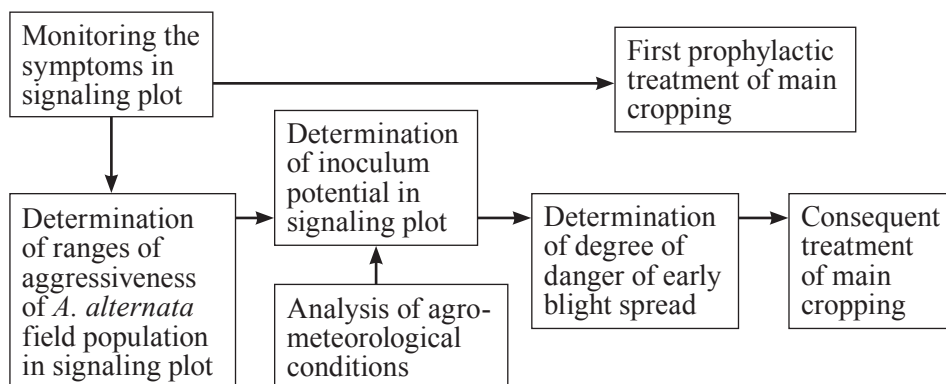 Monitoring the
symptoms in
signaling plot
First prophylactic
treatment of main
cropping
Determination
of inoculum
potential in
signaling plot
Determination
of ranges of
aggressiveness
of A. alternata
field population
in signaling plot
Determination
of degree of
danger of early
blight spread
Consequent
treatment
of main
cropping
Analysis of agro-
meteorological
conditions